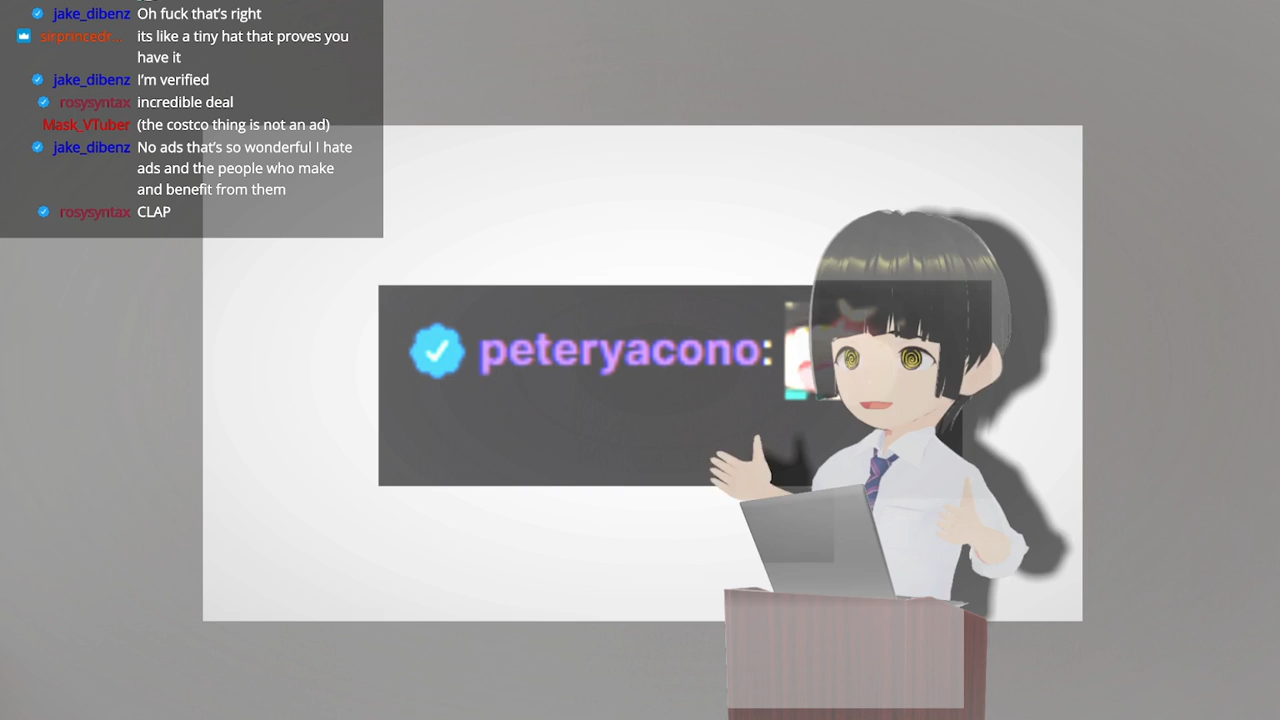 jake_dibenz Oh fuck that's right
sirprincedr... its like a tiny hat that proves you
have it
jake_dibenz I'm verified
rosysyntax incredible deal
Mask_VTuber (the costco thing is not an ad)
jake_dibenz No ads that's so wonderful I hate
ads and the people who make
and benefit from them
rosysyntax CLAP
peteryacono: